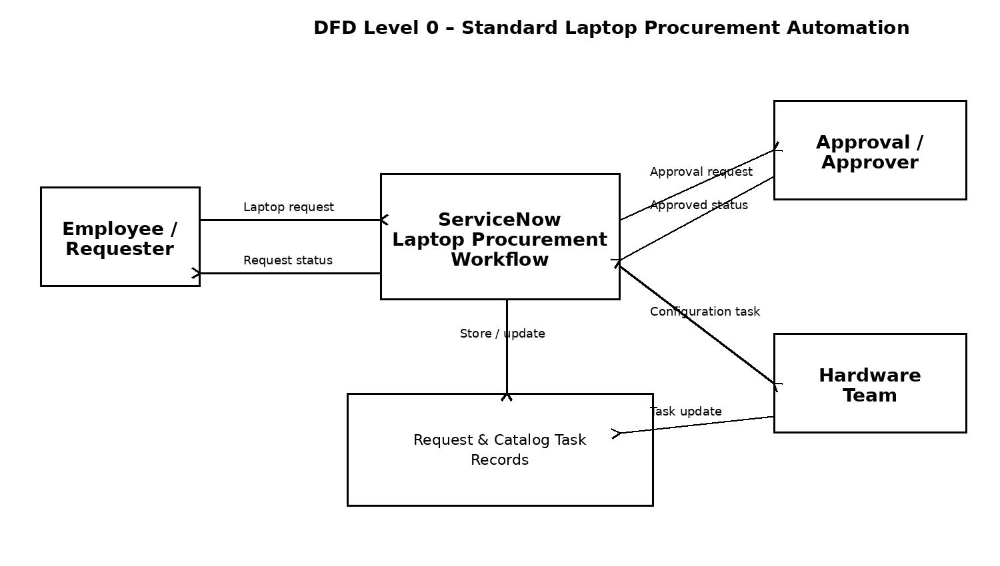 DFD Level 0 – Standard Laptop Procurement Automation
Employee /
Requester
Laptop request
Request status
ServiceNow
Laptop Procurement
Workflow
Approval request
Approved status
Approval /
Approver
Configuration task
Store / update
Hardware
Team
Task update
Request & Catalog Task
Records